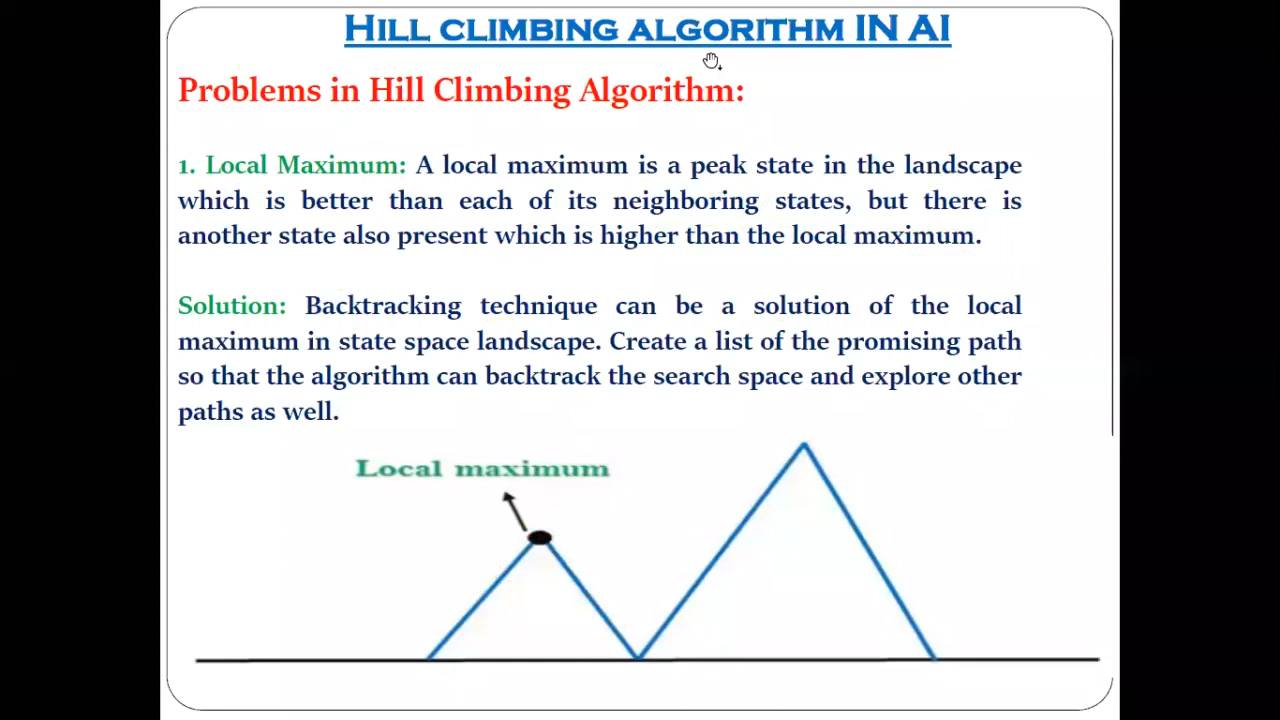 HILL CLIMBING ALGORITHM IN AI
Problems in Hill Climbing Algorithm:
1. Local Maximum: A local maximum is a peak state in the landscape
which is better than each of its neighboring states, but there is
another state also present which is higher than the local maximum.
Solution: Backtracking technique can be a solution of the local
maximum in state space landscape. Create a list of the promising path
so that the algorithm can backtrack the search space and explore other
paths as well.
Local maximum